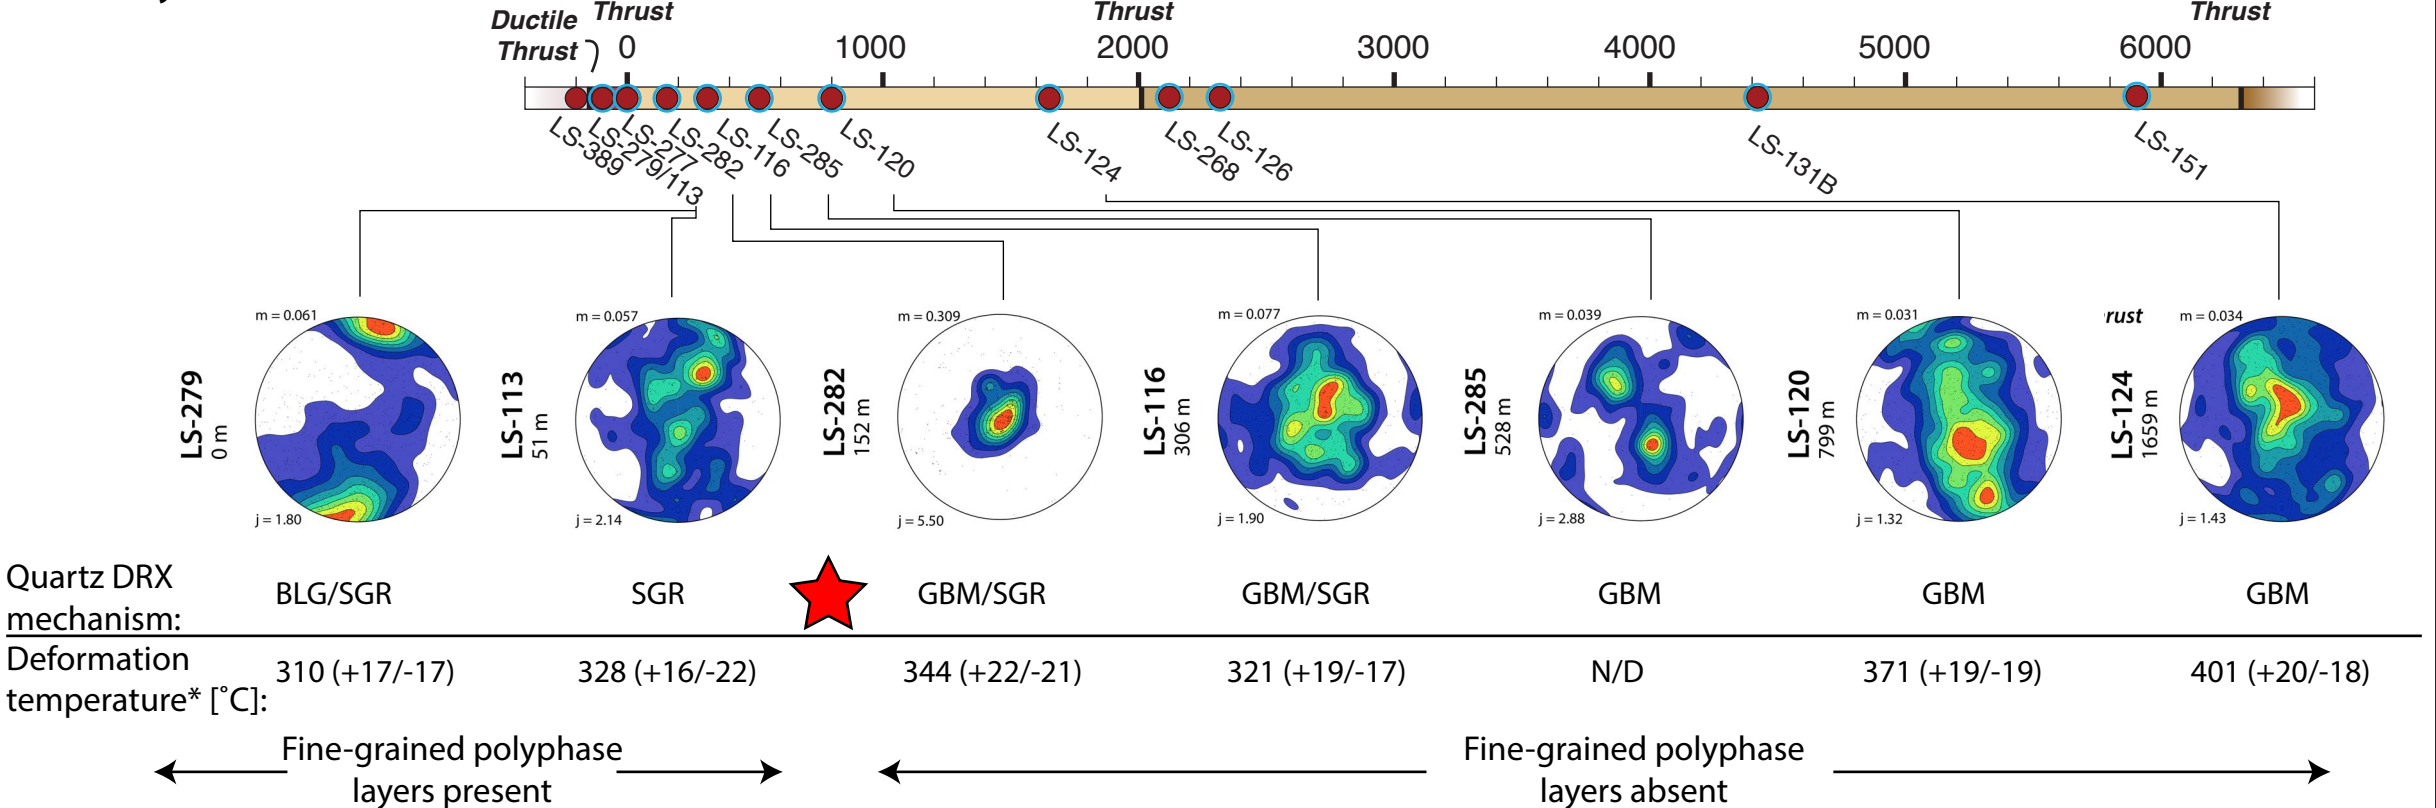 Thrust
Thrust
Thrust
Ductile
Thrust
0
1000
2000
3000
4000
5000
6000
LS-389
LS-279/113
LS-277
LS-282
LS-116
LS-285
LS-120
LS-124
LS-268
LS-126
LS-131B
LS-151
m = 0.061
LS-279
0 m
j = 1.80
m = 0.057
LS-113
51 m
j = 2.14
m = 0.309
LS-282
152 m
j = 5.50
m = 0.077
LS-116
306 m
j = 1.90
m = 0.039
LS-285
528 m
j = 2.88
m = 0.031
LS-120
799 m
j = 1.32
rust
m = 0.034
LS-124
1659 m
j = 1.43
Quartz DRX
mechanism:
BLG/SGR
SGR
GBM/SGR
GBM/SGR
GBM
GBM
GBM
Deformation
temperature* [˚C]:
310 (+17/-17)
328 (+16/-22)
344 (+22/-21)
321 (+19/-17)
N/D
371 (+19/-19)
401 (+20/-18)
Fine-grained polyphase
layers present
Fine-grained polyphase
layers absent